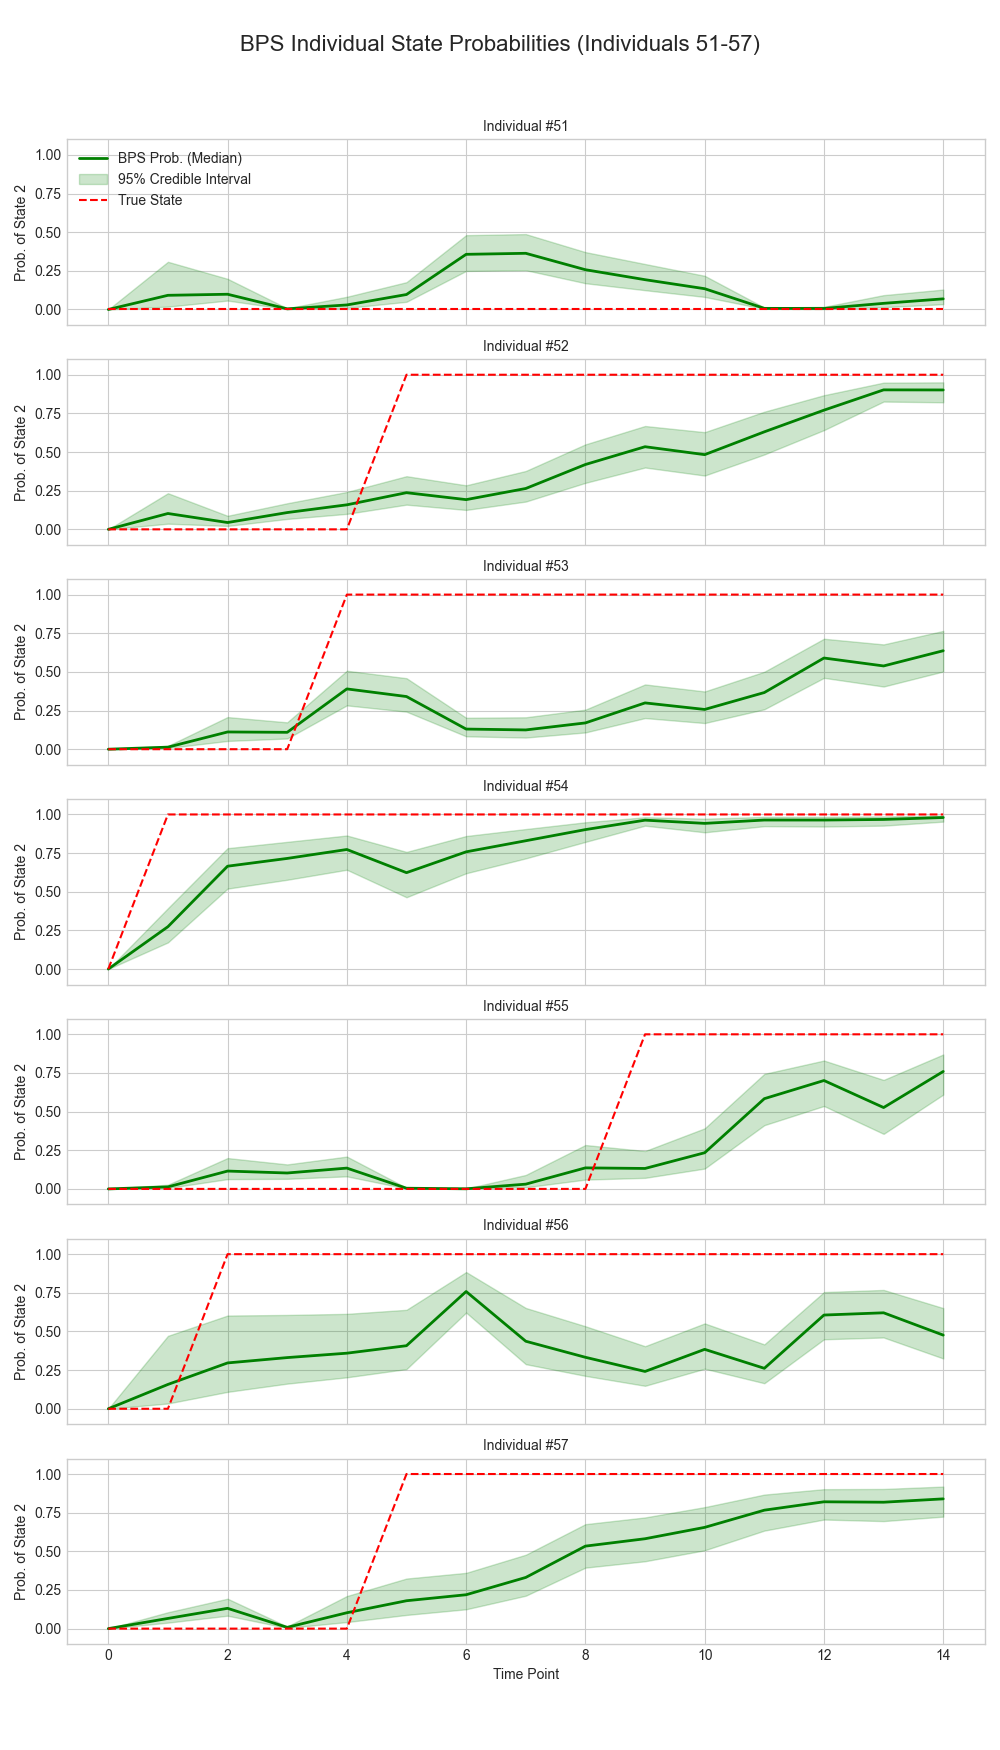 BPS Individual State Probabilities (Individuals 51-57)
Individual #51
Prob. of State 2
1.00
0.75
0.50
0.25
0.00
BPS Prob. (Median)
95% Credible Interval
True State
Individual #52
Prob. of State 2
1.00
0.75
0.50
0.25
0.00
Individual #53
Prob. of State 2
1.00
0.75
0.50
0.25
0.00
Individual #54
Prob. of State 2
1.00
0.75
0.50
0.25
0.00
Individual #55
Prob. of State 2
1.00
0.75
0.50
0.25
0.00
Individual #56
Prob. of State 2
1.00
0.75
0.50
0.25
0.00
Individual #57
Prob. of State 2
1.00
0.75
0.50
0.25
0.00
0 2 4 6 8 10 12 14
Time Point